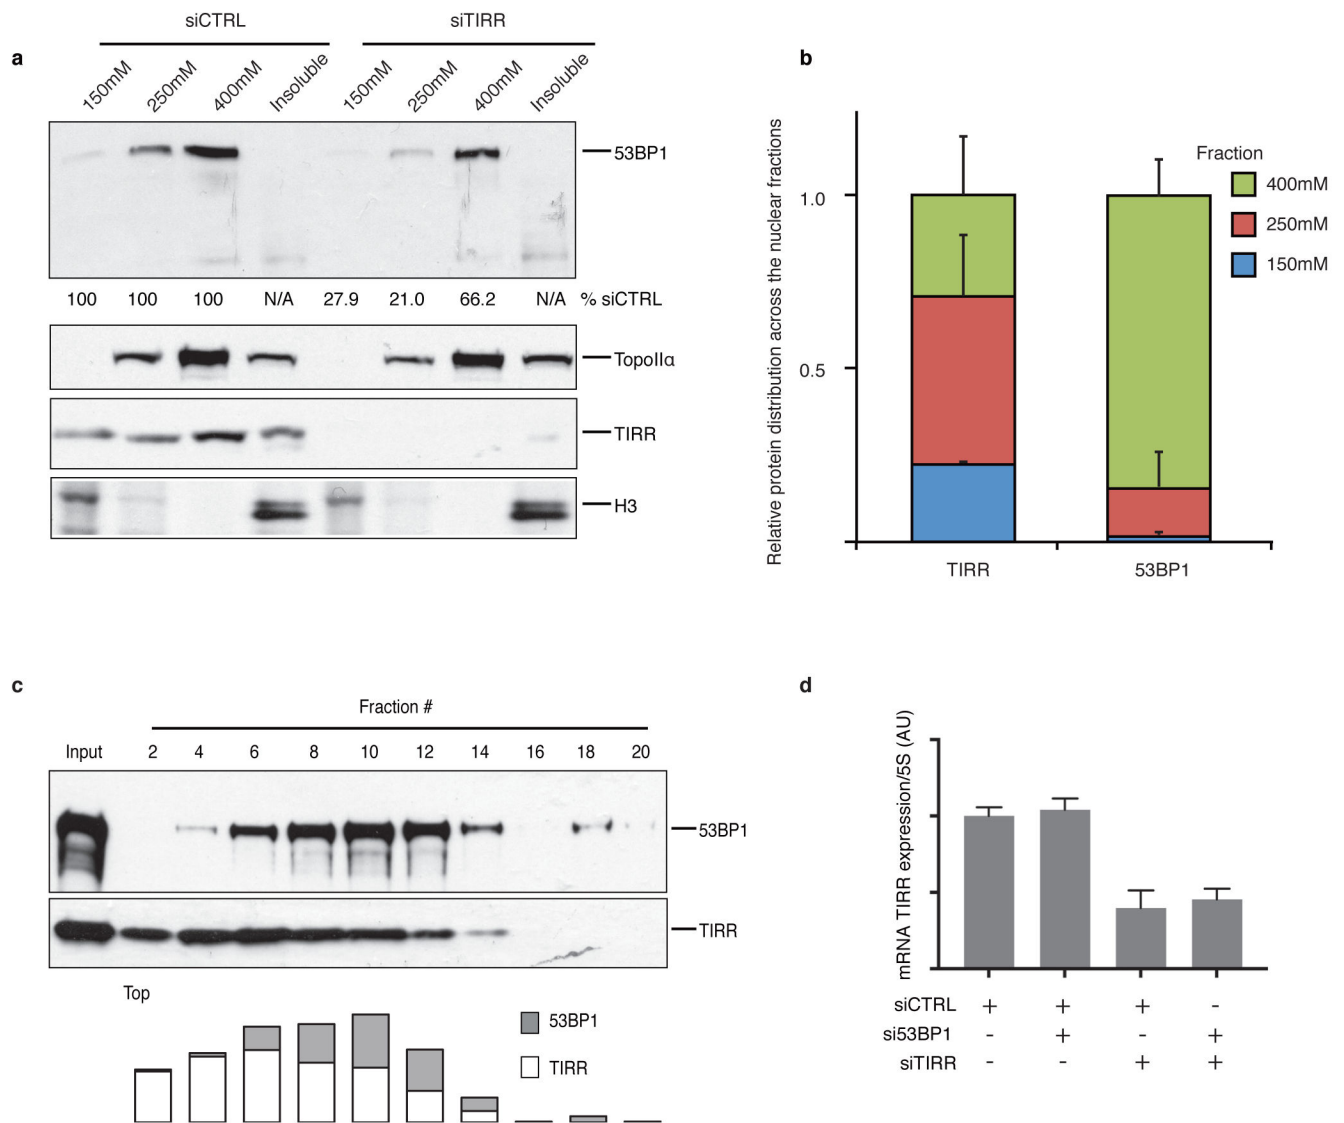 a
siCTRL siTIRR
150mM 250mM 400mM Insoluble 150mM 250mM 400mM Insoluble
53BP1
100 100 100 N/A 27.9 21.0 66.2 N/A % siCTRL
TopoIIα
TIRR
H3
b
Relative protein distribution across the nuclear fractions
1.0
0.5
TIRR 53BP1
Fraction
400mM
250mM
150mM
c
Fraction #
Input 2 4 6 8 10 12 14 16 18 20
53BP1
TIRR
Top
53BP1
TIRR
d
mRNA TIRR expression/5S (AU)
siCTRL + + + -
si53BP1 - + - +
siTIRR - - + +